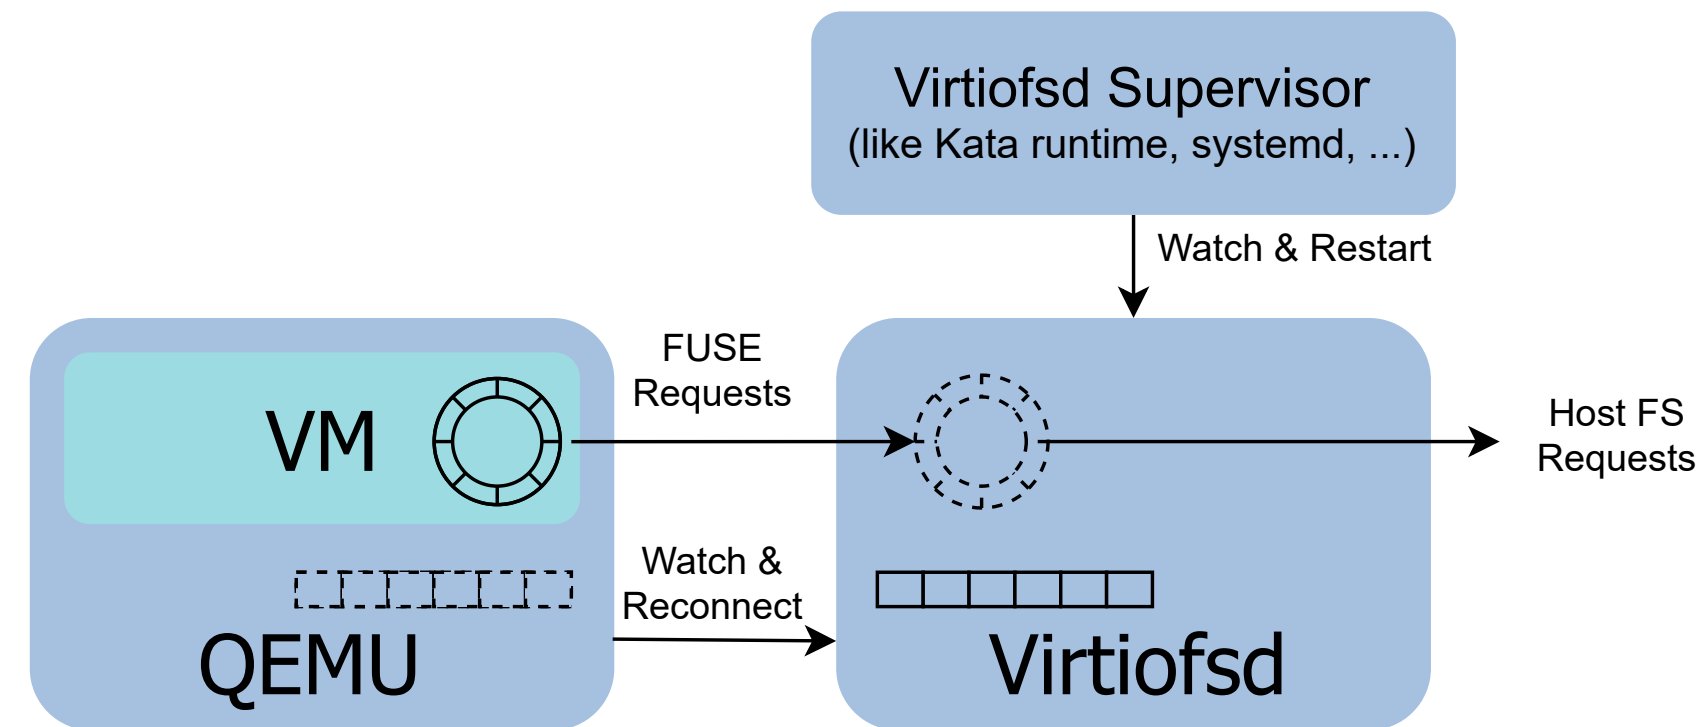 Virtiofsd Supervisor
(like Kata runtime, systemd, ...)
Watch & Restart
FUSE
Requests
VM
Host FS
Requests
Watch &
Reconnect
QEMU
Virtiofsd